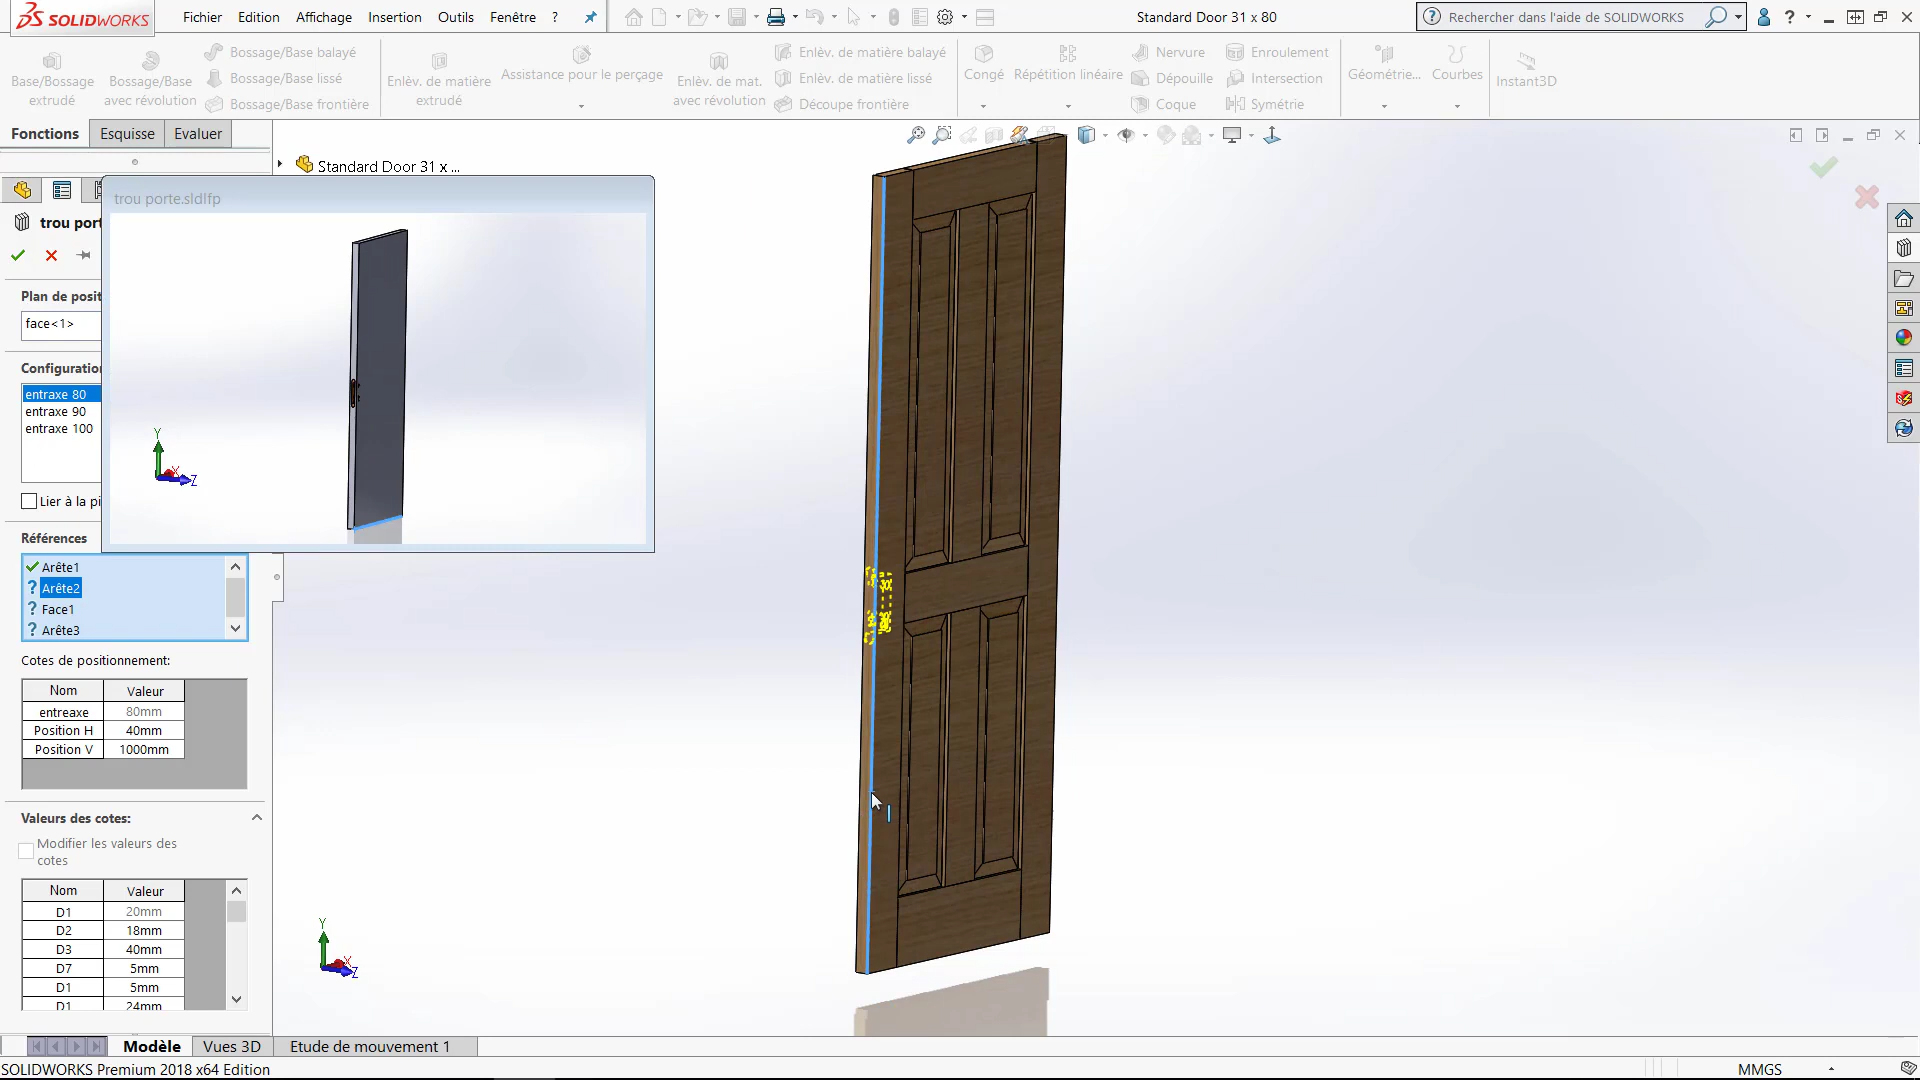 SOLIDWORKS
Fichier
Edition
Affichage
Insertion
Outils
Fenêtre
?
Standard Door 31 x 80
Rechercher dans l'aide de SOLIDWORKS
Base/Bossage extrudé
Bossage/Base avec révolution
Bossage/Base balayé
Bossage/Base lissé
Bossage/Base frontière
Enlèv. de matière extrudé
Assistance pour le perçage
Enlèv. de mat. avec révolution
Enlèv. de matière balayé
Enlèv. de matière lissé
Découpe frontière
Congé
Répétition linéaire
Nervure
Dépouille
Coque
Enroulement
Intersection
Symétrie
Géométrie...
Courbes
Instant3D
Fonctions
Esquisse
Evaluer
Standard Door 31 x ...
trou porte.sldlfp
trou port
Plan de posit
face<1>
Configuration
entraxe 80
entraxe 90
entraxe 100
Lier à la pi
Références
Arête1
? Arête2
? Face1
? Arête3
Cotes de positionnement:
Nom Valeur
entreaxe 80mm
Position H 40mm
Position V 1000mm
Valeurs des cotes:
Modifier les valeurs des
cotes
Nom Valeur
D1 20mm
D2 18mm
D3 40mm
D7 5mm
D1 5mm
D1 24mm
Y
X
Z
Y
X
Z
Modèle
Vues 3D
Etude de mouvement 1
SOLIDWORKS Premium 2018 x64 Edition
MMGS